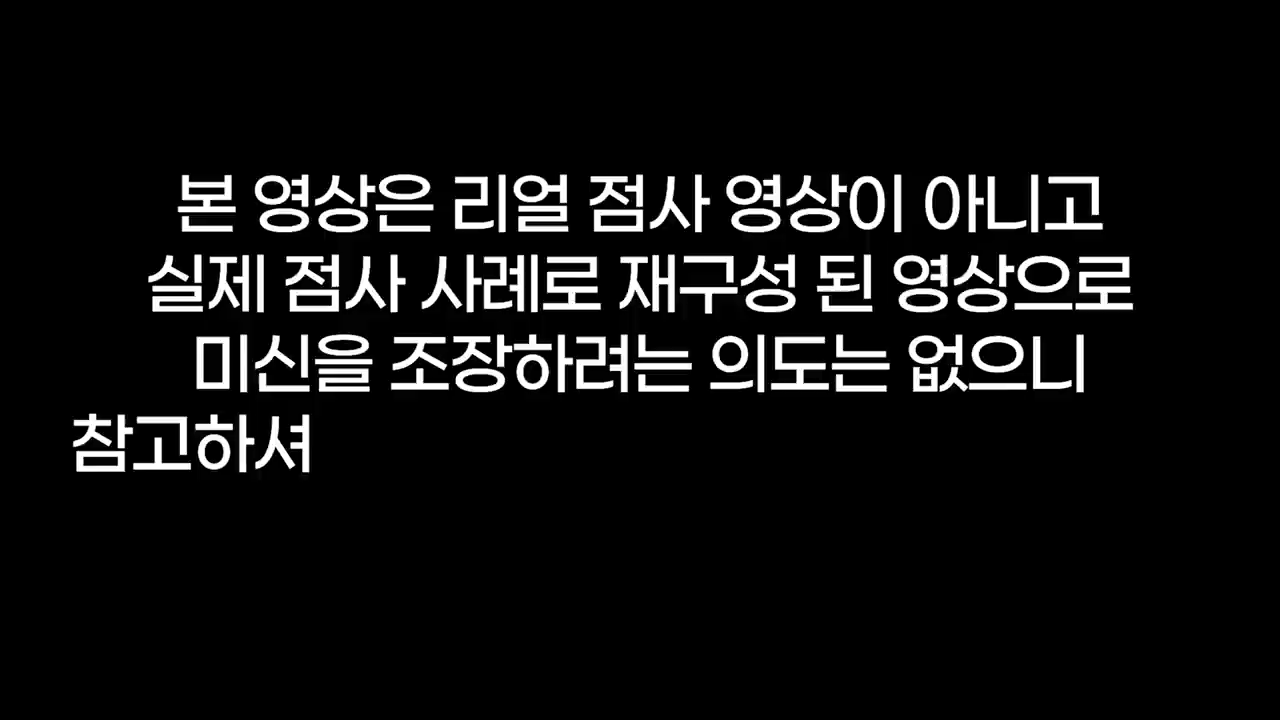 본 영상은 리얼 점사 영상이 아니고
실제 점사 사례로 재구성 된 영상으로
미신을 조장하려는 의도는 없으니
참고하셔